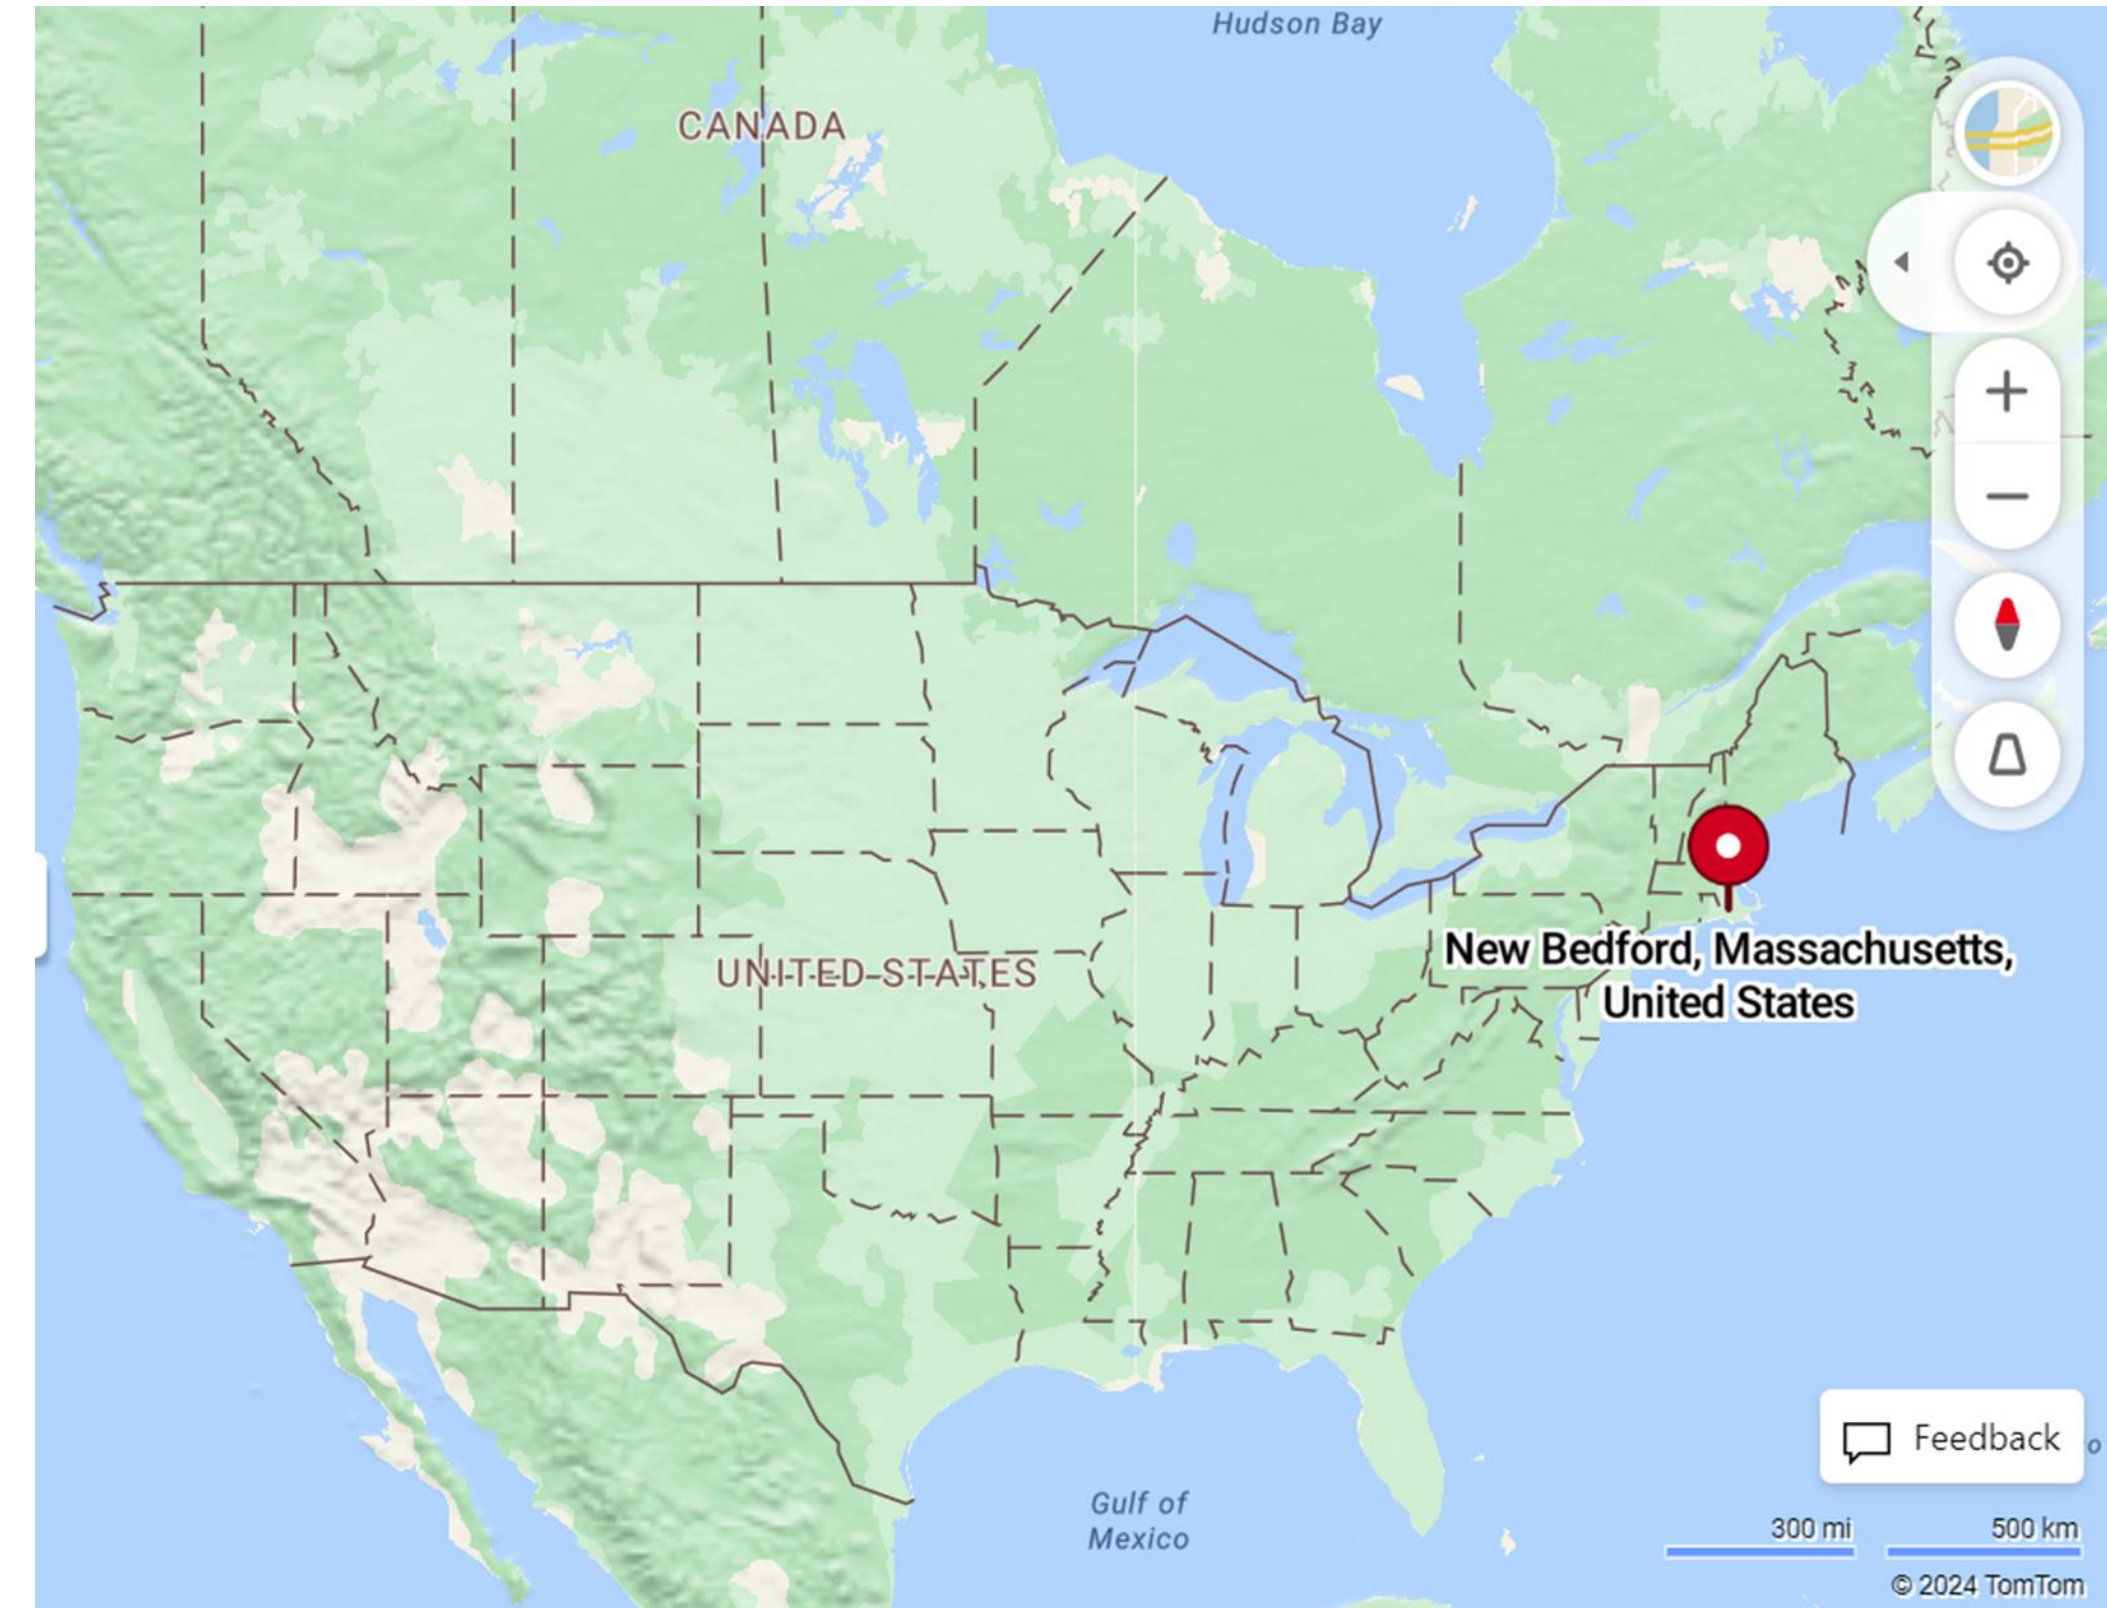 Hudson Bay
CANADA
UNITED STATES
New Bedford, Massachusetts,
United States
Gulf of
Mexico
Feedback
300 mi
500 km
© 2024 TomTom